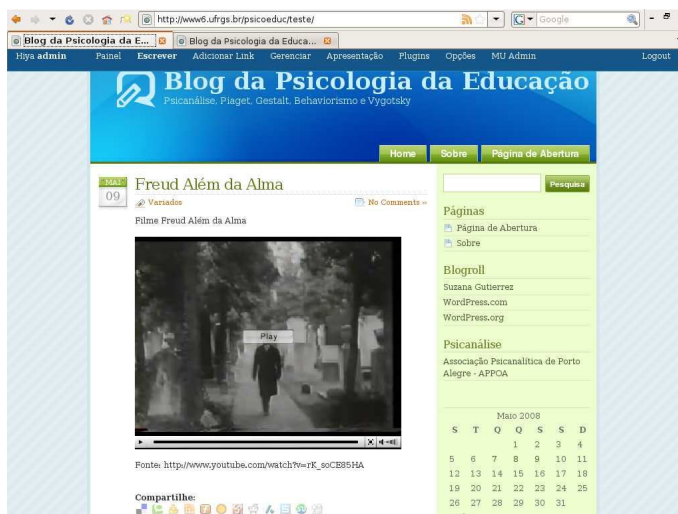 http://www6.ufrgs.br/psicoeduc/teste/
Google
Blog da Psicologia da E...
Blog da Psicologia da Educa...
Hiya admin
Painel
Escrever
Adicionar Link
Gerenciar
Apresentação
Plugins
Opções
MU Admin
Logout
Blog da Psicologia da Educação
Psicanálise, Piaget, Gestalt, Behaviorismo e Vygotsky
Home
Sobre
Página de Abertura
MAI
09
Freud Além da Alma
Variados
No Comments »
Filme Freud Além da Alma
Play
Fonte: http://www.youtube.com/watch?v=rK_soCE85HA
Compartilhe:
Pesquisa
Páginas
Página de Abertura
Sobre
Blogroll
Suzana Gutierrez
WordPress.com
WordPress.org
Psicanálise
Associação Psicanalítica de Porto
Alegre - APPOA
Maio 2008
S T Q Q S S D
1 2 3 4
5 6 7 8 9 10 11
12 13 14 15 16 17 18
19 20 21 22 23 24 25
26 27 28 29 30 31